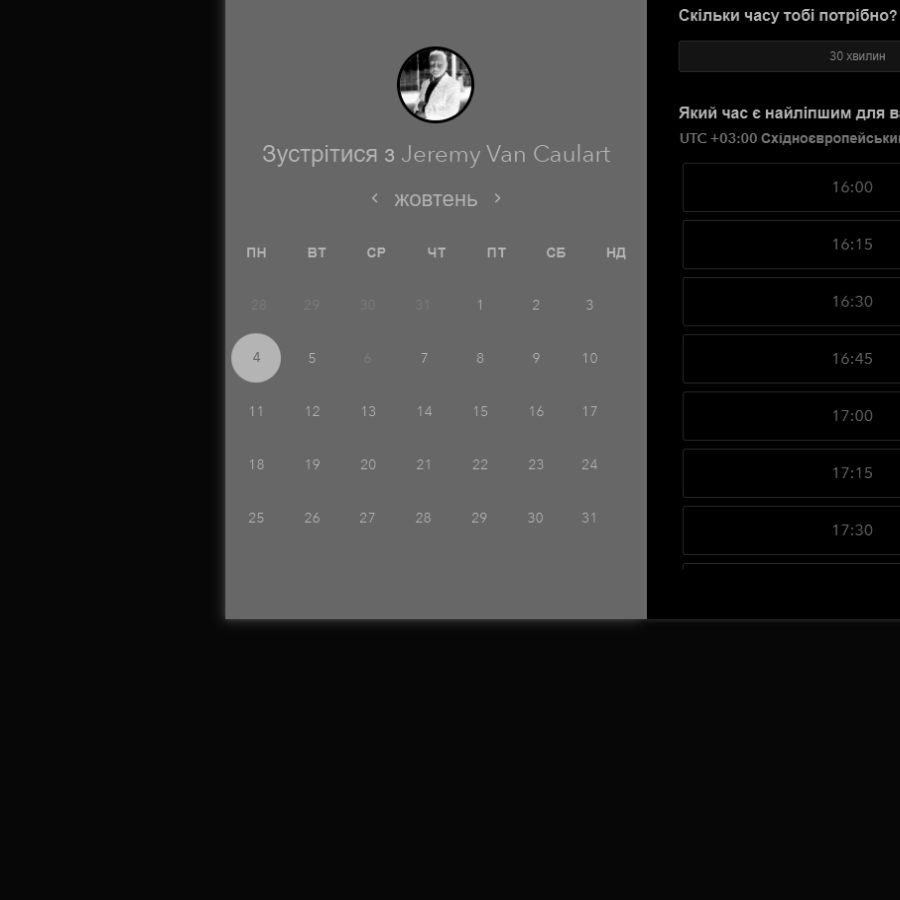 Зустрітися з Jeremy Van Caulart
жовтень
ПН ВТ СР ЧТ ПТ СБ НД
28 29 30 31 1 2 3
4 5 6 7 8 9 10
11 12 13 14 15 16 17
18 19 20 21 22 23 24
25 26 27 28 29 30 31
Скільки часу тобі потрібно?
30 хвилин
Який час є найліпшим для
UTC +03:00
16:00
16:15
16:30
16:45
17:00
17:15
17:30